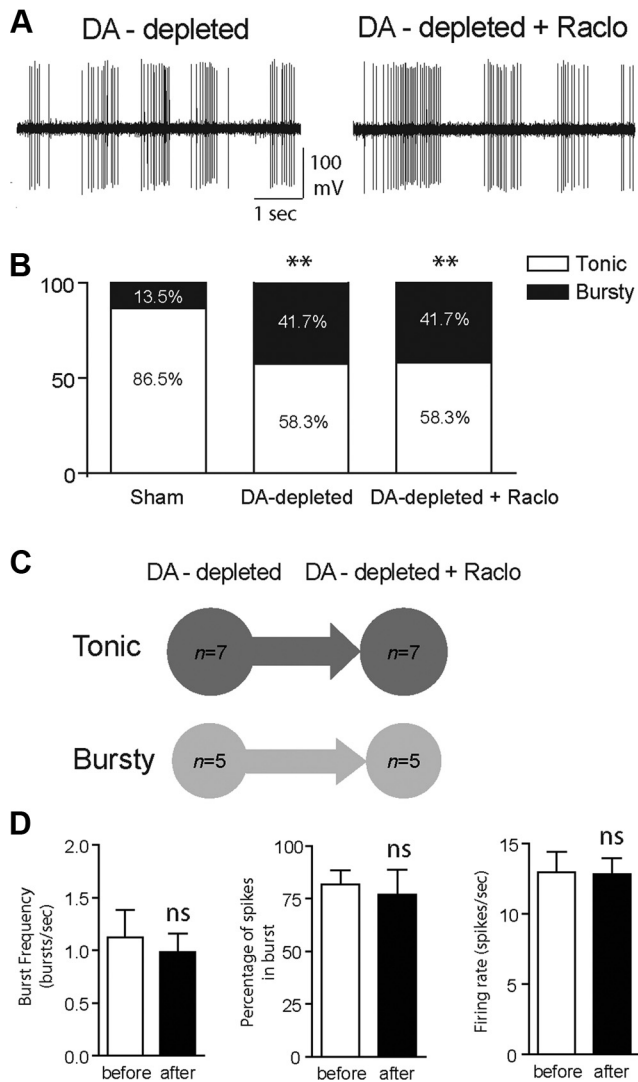 A
DA - depleted
DA - depleted + Raclo
100
mV
1 sec
B
**
**
Tonic
Bursty
100
50
0
13.5%
86.5%
41.7%
58.3%
41.7%
58.3%
Sham
DA-depleted
DA-depleted + Raclo
C
DA - depleted
DA - depleted + Raclo
Tonic
n=7
n=7
Bursty
n=5
n=5
D
Burst Frequency
(bursts/sec)
2.0
1.5
1.0
0.5
0.0
ns
before
after
Percentage of spikes
in burst
100
75
50
25
0
ns
before
after
Firing rate (spikes/sec)
15
10
5
0
ns
before
after